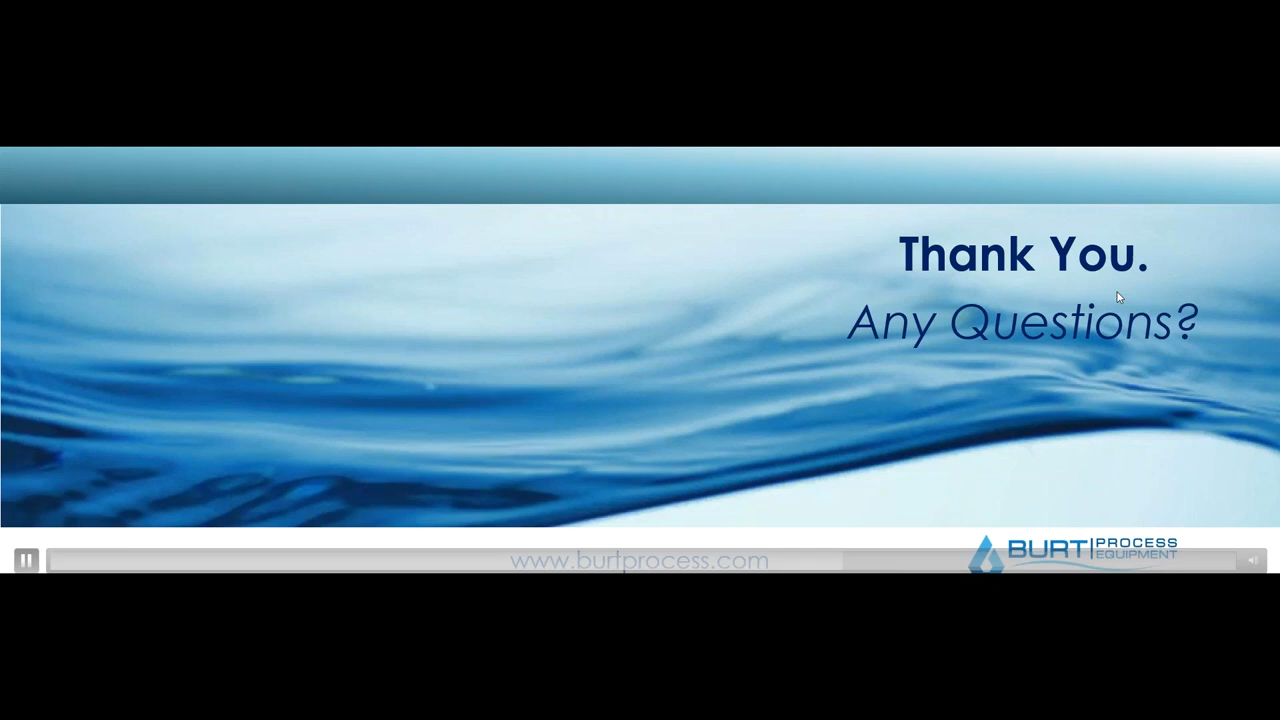 Thank You.
Any Questions?
www.burtprocess.com
BURT PROCESS
EQUIPMENT